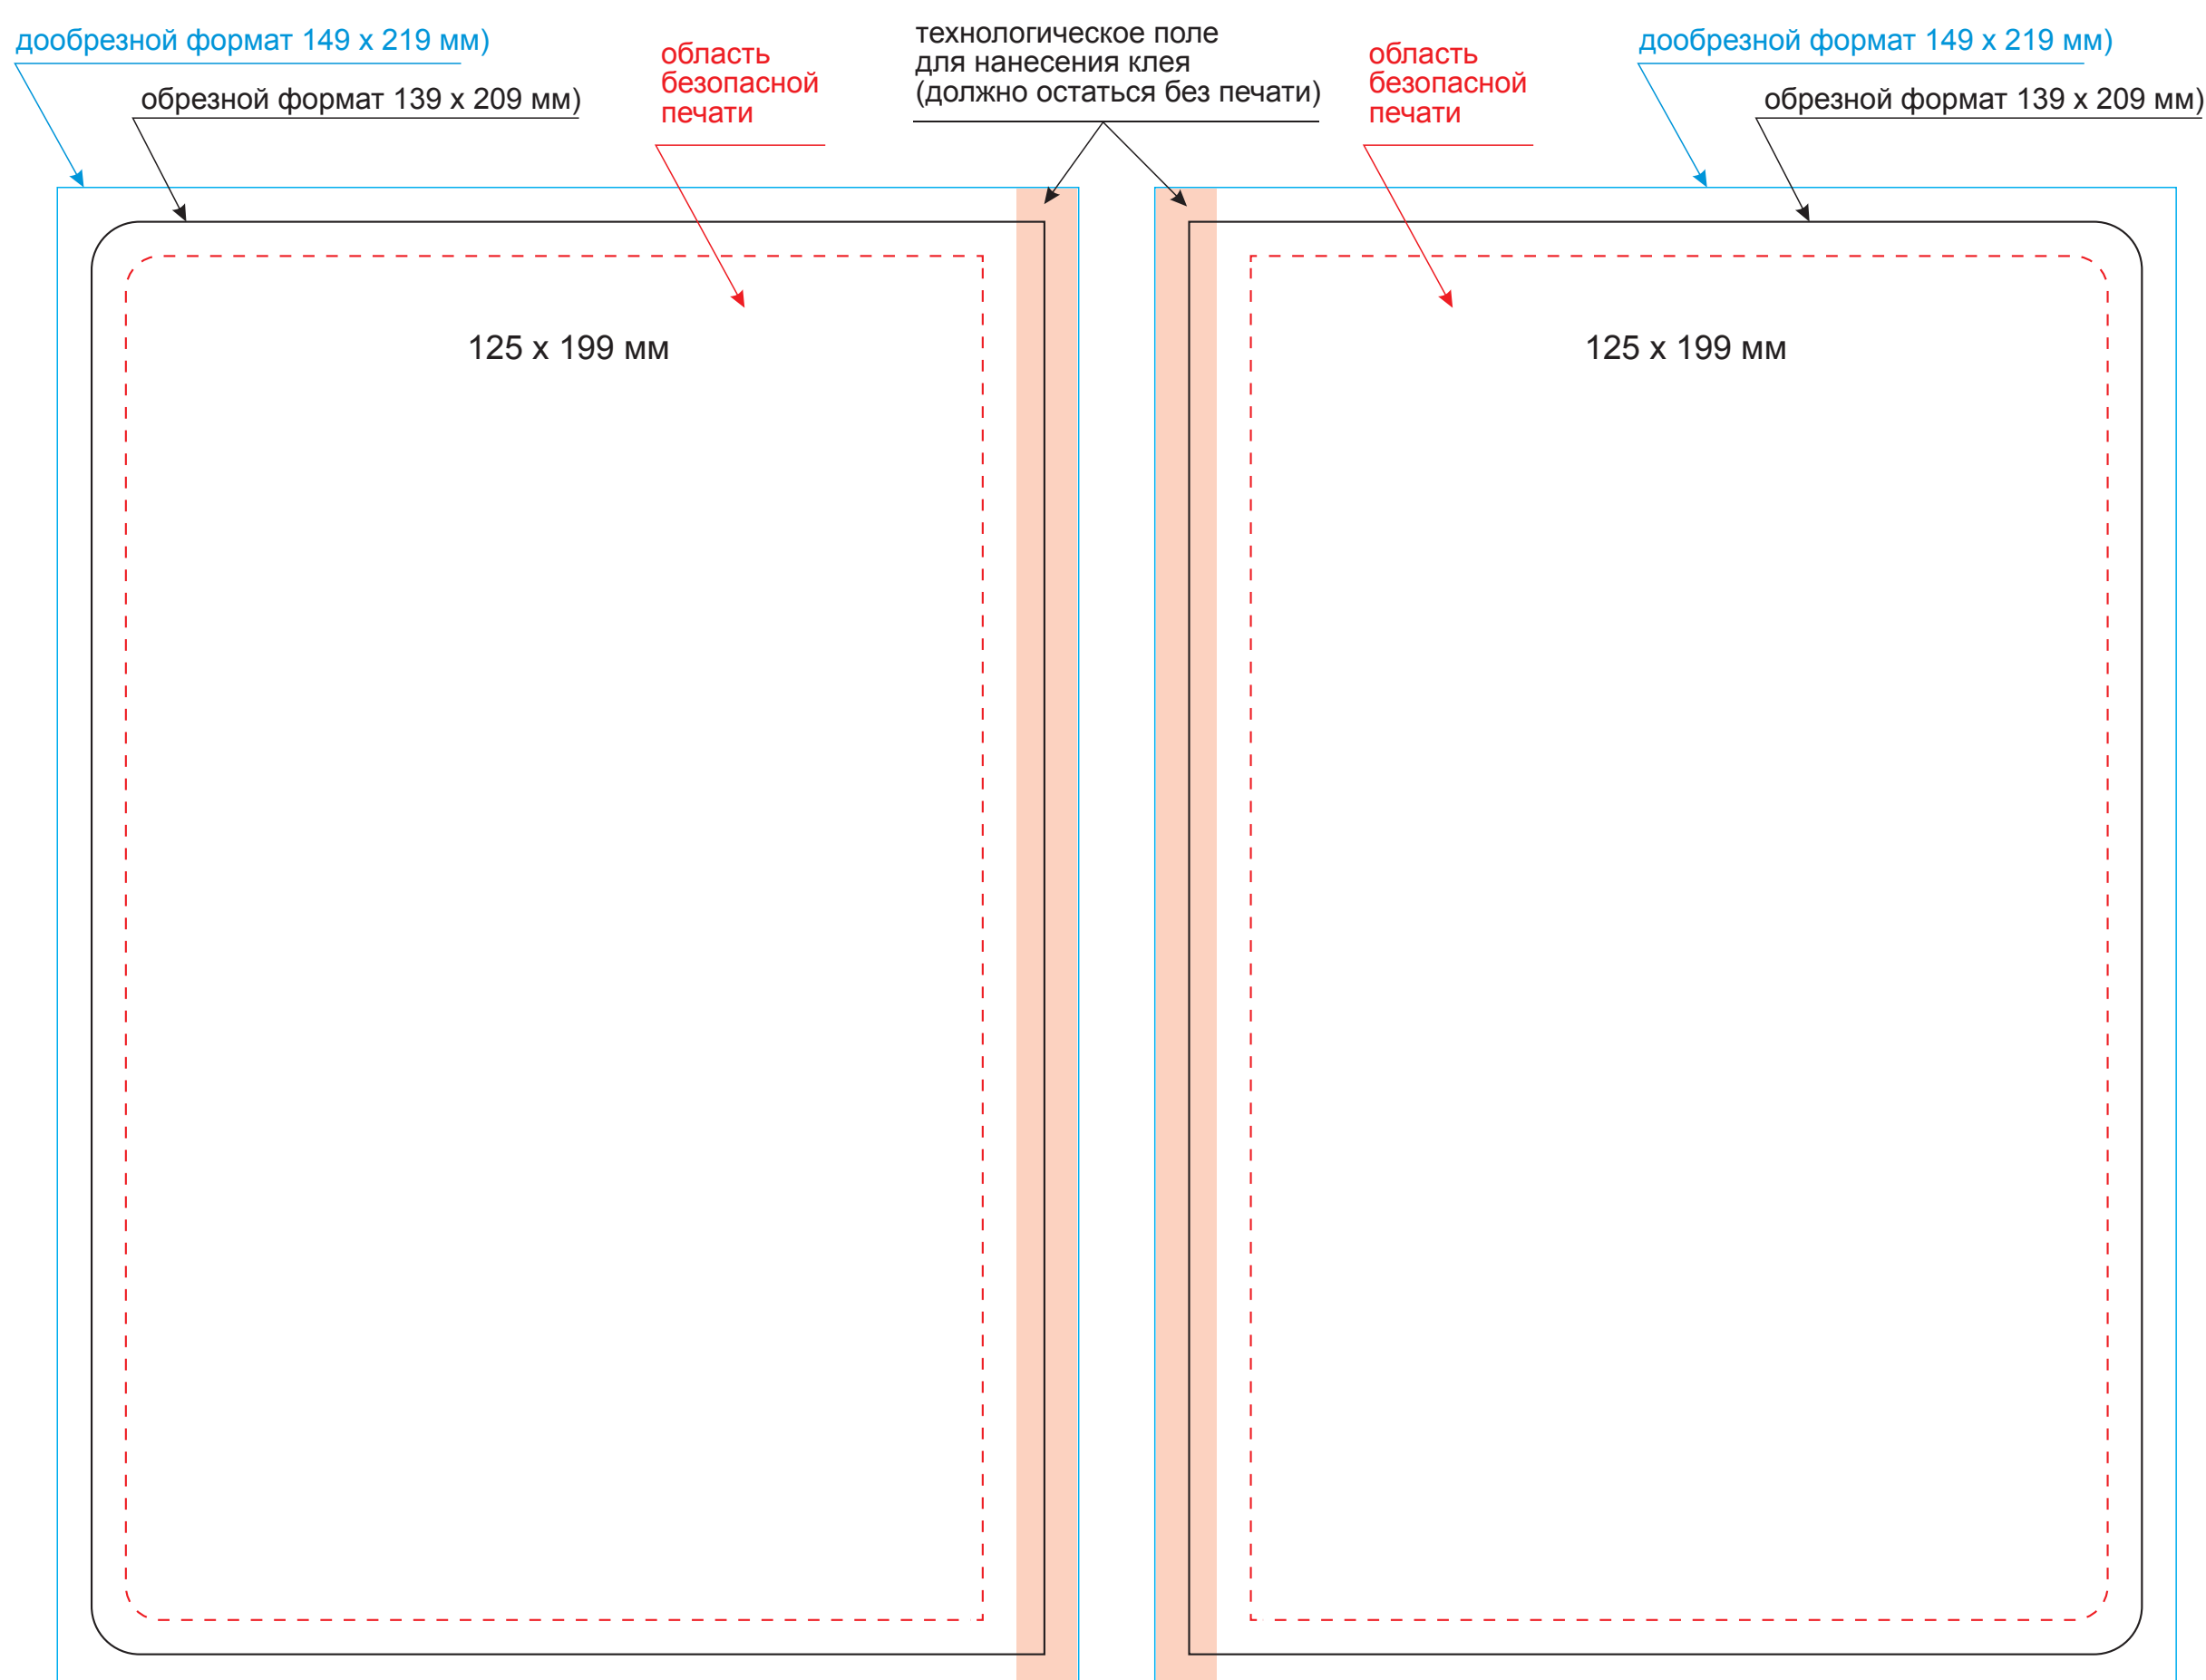 дообрезной формат 149 х 219 мм)
обрезной формат 139 х 209 мм)
область
безопасной
печати
технологическое поле
для нанесения клея
(должно остаться без печати)
область
безопасной
печати
дообрезной формат 149 х 219 мм)
обрезной формат 139 х 209 мм)
125 х 199 мм
125 х 199 мм